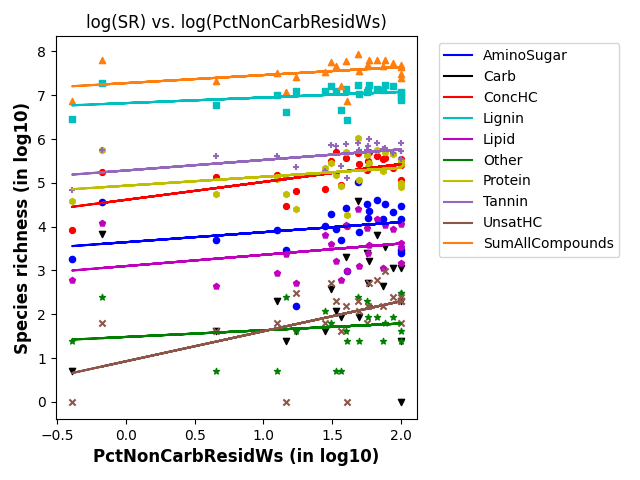 log(SR) vs. log(PctNonCarbResidWs)
Species richness (in log10)
8
7
6
5
4
3
2
1
0
−0.5
0.0
0.5
1.0
1.5
2.0
PctNonCarbResidWs (in log10)
AminoSugar
Carb
ConcHC
Lignin
Lipid
Other
Protein
Tannin
UnsatHC
SumAllCompounds